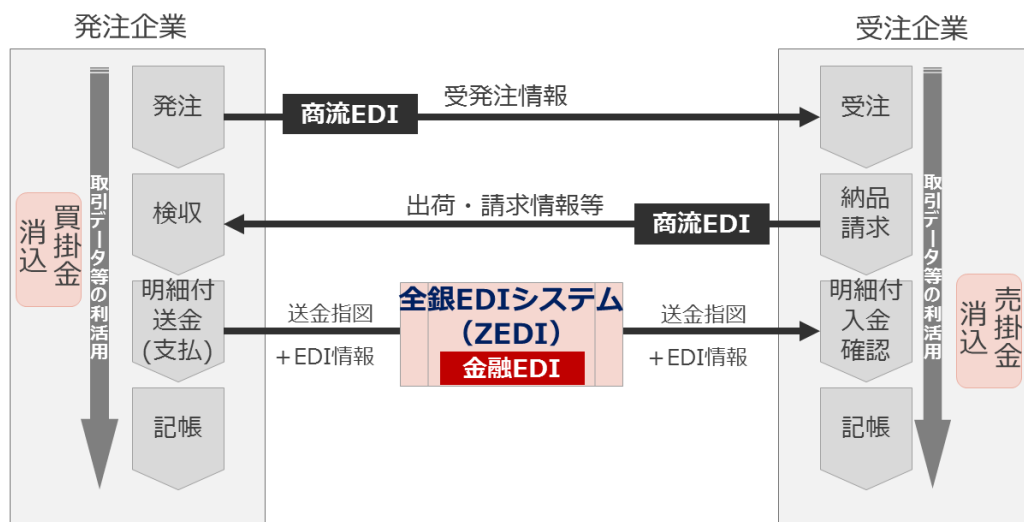 発注企業
受注企業
発注
商流EDI
受発注情報
受注
検収
出荷・請求情報等
商流EDI
納品
請求
買掛金
消込
取引データ等の利活用
明細付
送金
(支払)
送金指図
+EDI情報
全銀EDIシステム
（ZEDI）
金融EDI
送金指図
+EDI情報
明細付
入金
確認
取引データ等の利活用
売掛金
消込
記帳
記帳